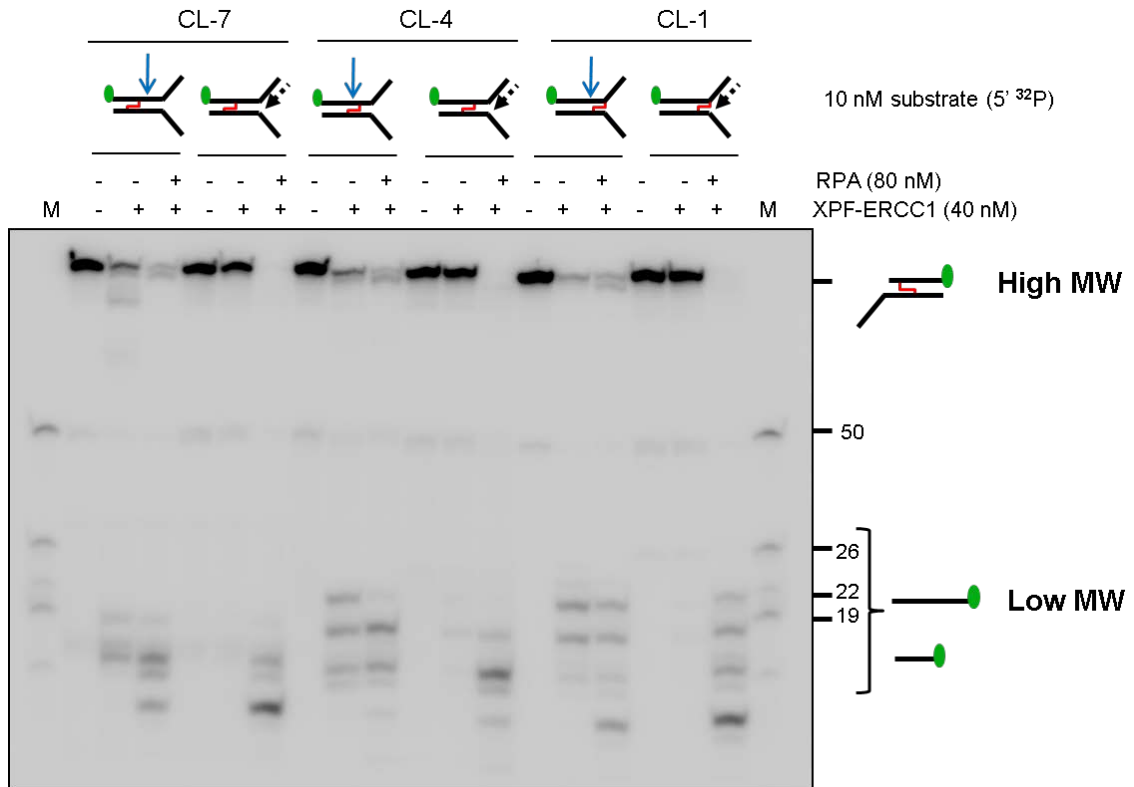 CL-7 CL-4 CL-1
10 nM substrate (5' ³²P)
- - + - - + - - + - - + - - + - - + RPA (80 nM)
M - + + - + + - + + - + + - + + - + + M XPF-ERCC1 (40 nM)
High MW
50
26
22
19
Low MW